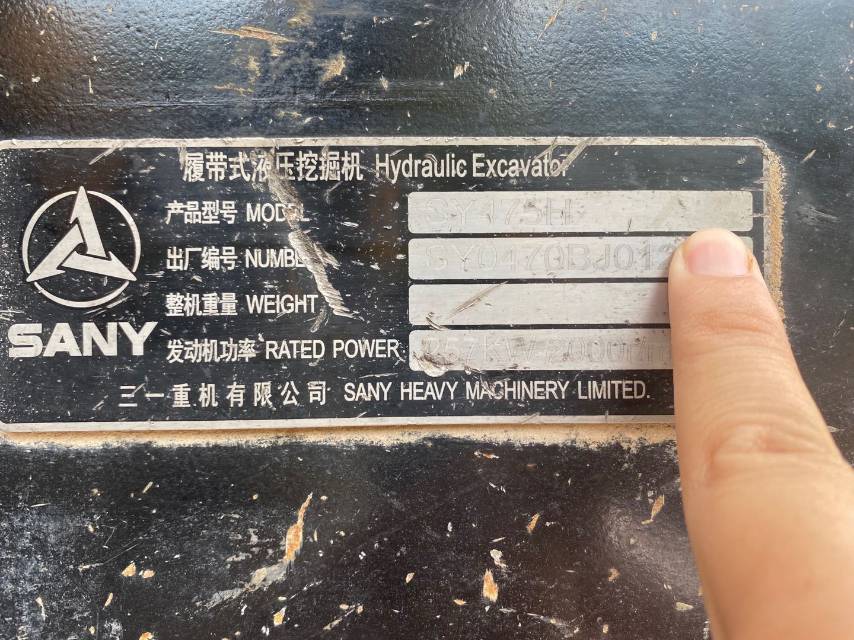 履带式液压挖掘机 Hydraulic Excavator
产品型号 MODEL SY475H
出厂编号 NUMBER
整机重量 WEIGHT
SANY
发动机功率 RATED POWER
三一重机有限公司 SANY HEAVY MACHINERY LIMITED.